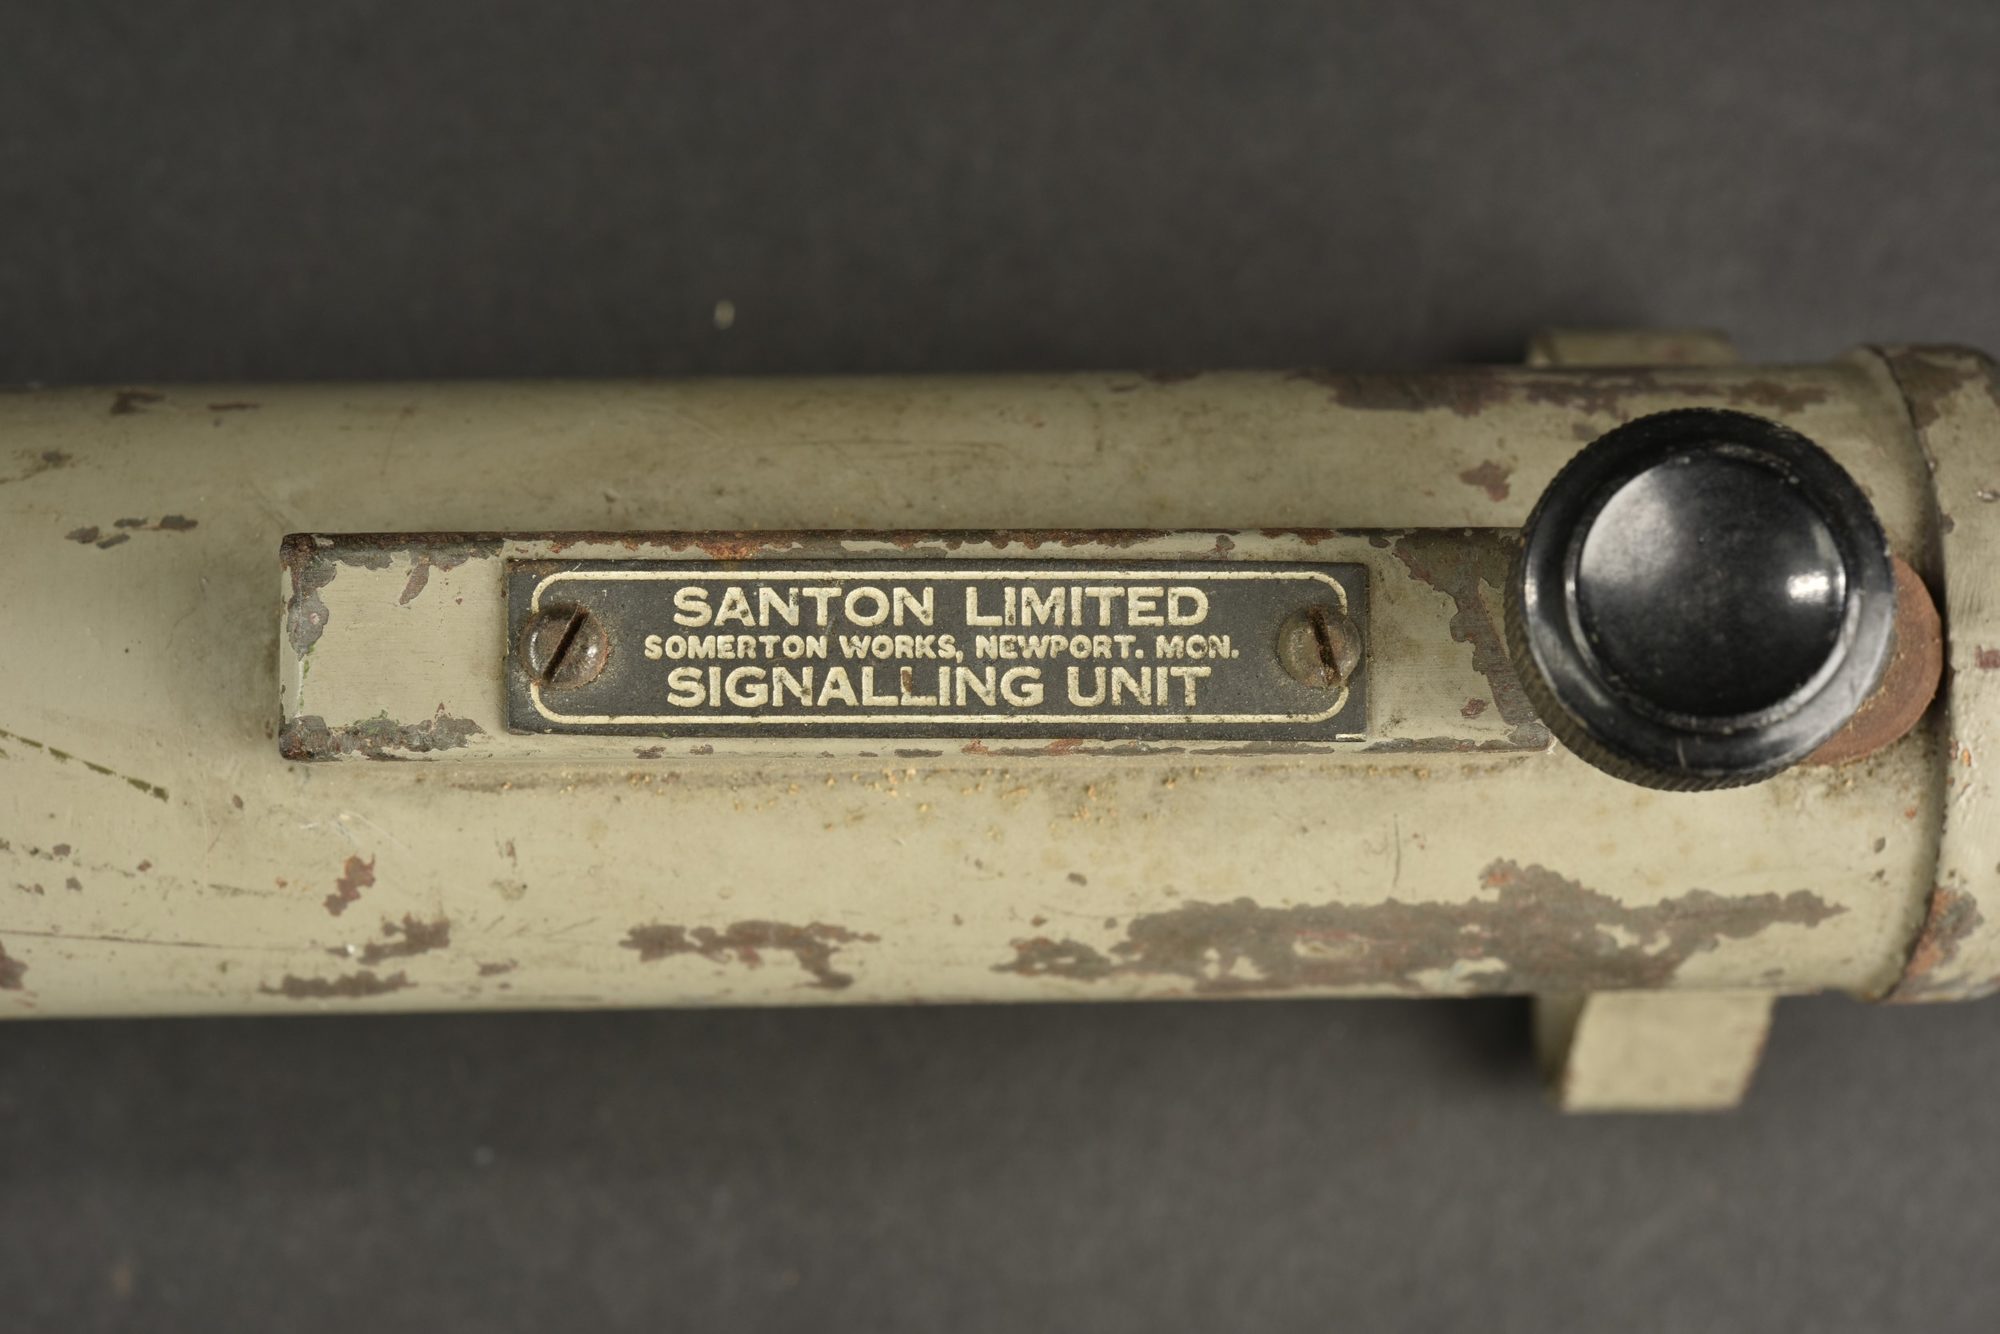 SANTON LIMITED
SOMERTON WORKS, NEWPORT. MON.
SIGNALLING UNIT